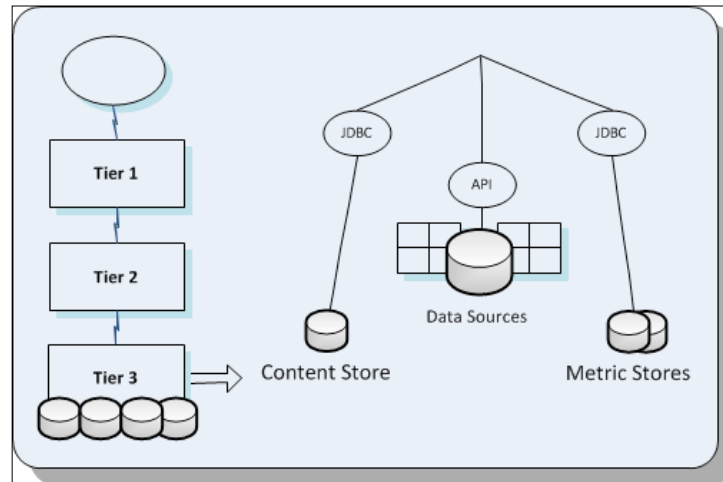 Tier 1
Tier 2
Tier 3
JDBC
API
JDBC
Data Sources
Content Store
Metric Stores